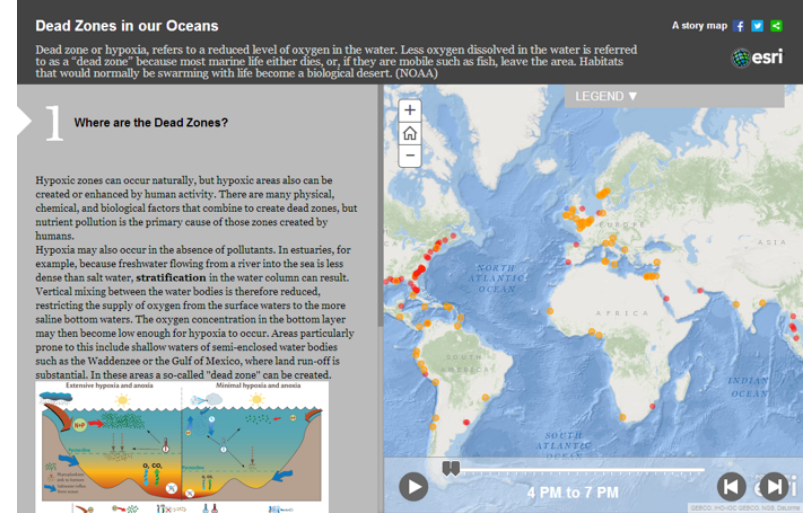 Dead Zones in our Oceans
A story map
Dead zone or hypoxia, refers to a reduced level of oxygen in the water. Less oxygen dissolved in the water is referred
to as a "dead zone" because most marine life either dies, or, if they are mobile such as fish, leave the area. Habitats
that would normally be swarming with life become a biological desert. (NOAA)
esri
1
Where are the Dead Zones?
Hypoxic zones can occur naturally, but hypoxic areas also can be
created or enhanced by human activity. There are many physical,
chemical, and biological factors that combine to create dead zones, but
nutrient pollution is the primary cause of those zones created by
humans.
Hypoxia may also occur in the absence of pollutants. In estuaries, for
example, because freshwater flowing from a river into the sea is less
dense than salt water, stratification in the water column can result.
Vertical mixing between the water bodies is therefore reduced,
restricting the supply of oxygen from the surface waters to the more
saline bottom waters. The oxygen concentration in the bottom layer
may then become low enough for hypoxia to occur. Areas particularly
prone to this include shallow waters of semi-enclosed water bodies
such as the Waddenzee or the Gulf of Mexico, where land run-off is
substantial. In these areas a so-called "dead zone" can be created.
Extensive hypoxia and anoxia
Minimal hypoxia and anoxia
N+P
O₂ CO₂
LEGEND ▼
+
−
EUROPE
ASIA
NORTH
ATLANTIC
OCEAN
AFRICA
SOUTH
AMERICA
INDIAN
OCEAN
SOUTH
ATLANTIC
OCEAN
4 PM to 7 PM
esri